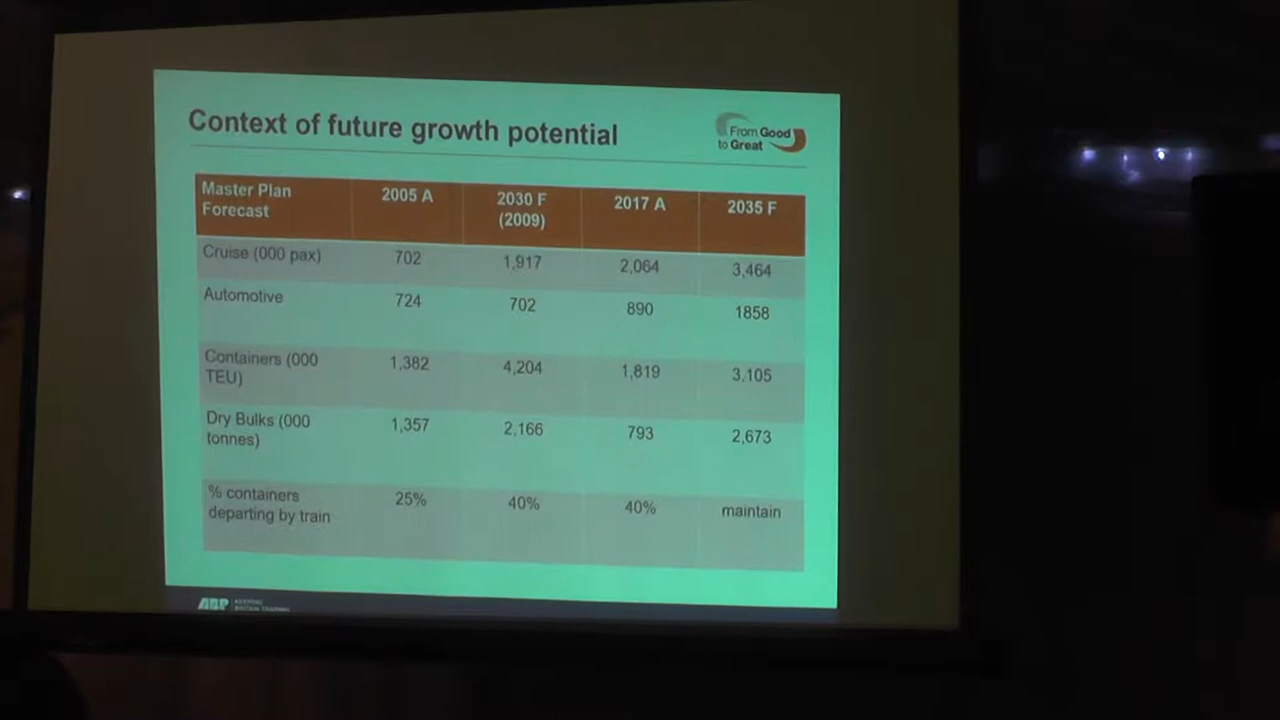 Context of future growth potential
From Good
to Great
Master Plan
Forecast
2005 A
2030 F
(2009)
2017 A
2035 F
Cruise (000 pax)
702
1,917
2,064
3,464
Automotive
724
702
890
1858
Containers (000
TEU)
1,382
4,204
1,819
3,105
Dry Bulks (000
tonnes)
1,357
2,166
793
2,673
% containers
departing by train
25%
40%
40%
maintain
ABP
KEEPING
BRITAIN TRADING